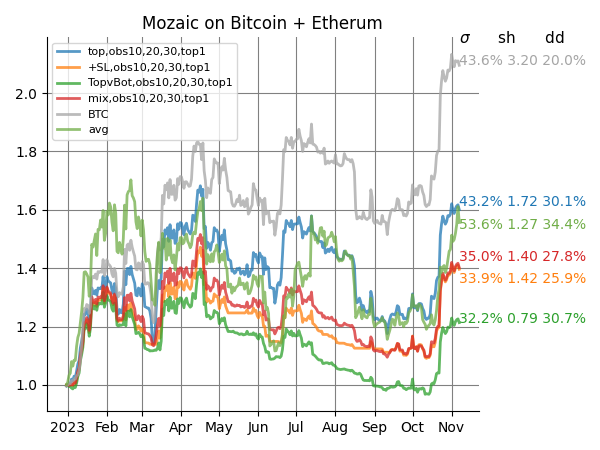 Mozaic on Bitcoin + Etherum
σ sh dd
top,obs10,20,30,top1
+SL,obs10,20,30,top1
TopvBot,obs10,20,30,top1
mix,obs10,20,30,top1
BTC
avg
43.6% 3.20 20.0%
43.2% 1.72 30.1%
53.6% 1.27 34.4%
35.0% 1.40 27.8%
33.9% 1.42 25.9%
32.2% 0.79 30.7%
2.0
1.8
1.6
1.4
1.2
1.0
2023 Feb Mar Apr May Jun Jul Aug Sep Oct Nov